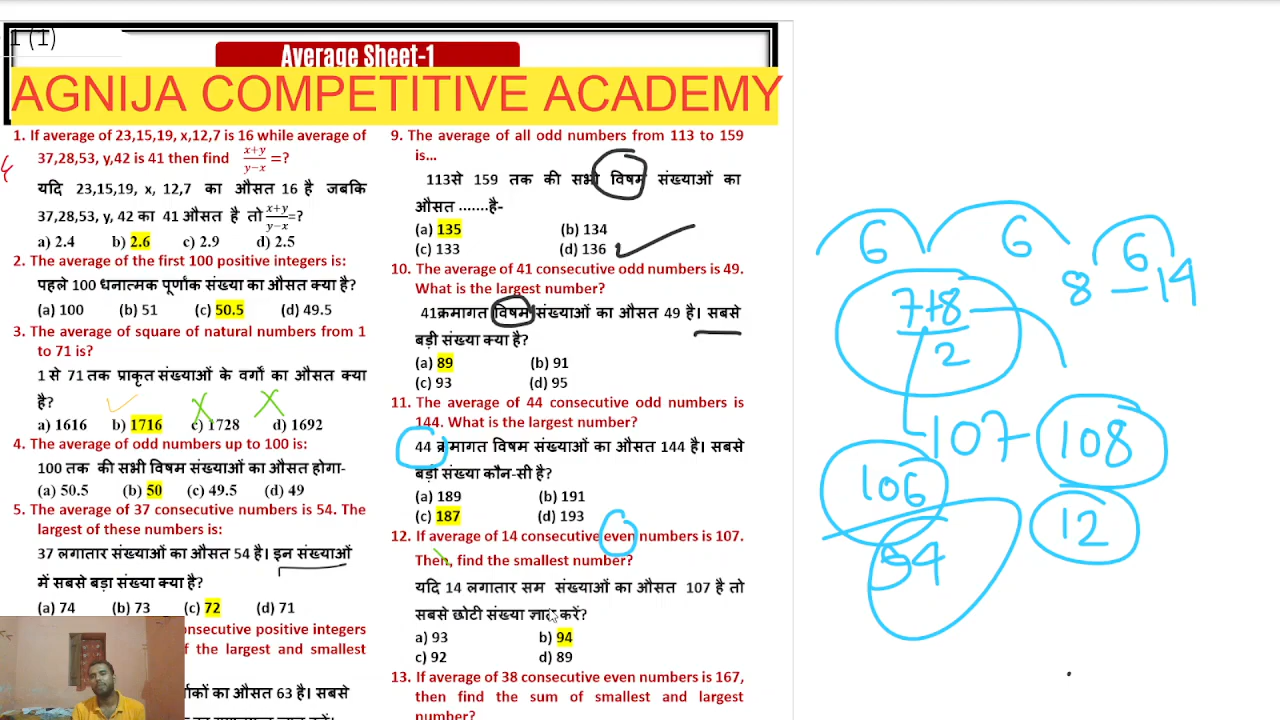 1 (1)
Average Sheet-1
AGNIJA COMPETITIVE ACADEMY
1. If average of 23,15,19, x,12,7 is 16 while average of
37,28,53, y,42 is 41 then find x+y/y−x =?
यदि 23,15,19, x, 12,7 का औसत 16 है जबकि
37,28,53, y, 42 का 41 औसत है तो x+y/y−x=?
a) 2.4 b) 2.6 c) 2.9 d) 2.5
2. The average of the first 100 positive integers is:
पहले 100 धनात्मक पूर्णांक संख्या का औसत क्या है?
(a) 100 (b) 51 (c) 50.5 (d) 49.5
3. The average of square of natural numbers from 1
to 71 is?
1 से 71 तक प्राकृत संख्याओं के वर्गों का औसत क्या
है?
a) 1616 b) 1716 c) 1728 d) 1692
4. The average of odd numbers up to 100 is:
100 तक की सभी विषम संख्याओं का औसत होगा-
(a) 50.5 (b) 50 (c) 49.5 (d) 49
5. The average of 37 consecutive numbers is 54. The
largest of these numbers is:
37 लगातार संख्याओं का औसत 54 है। इन संख्याओं
में सबसे बड़ा संख्या क्या है?
(a) 74 (b) 73 (c) 72 (d) 71
onsecutive positive integers
f the largest and smallest
का औसत 63 है। सबसे
9. The average of all odd numbers from 113 to 159
is...
113से 159 तक की सभी विषम संख्याओं का
औसत .......है-
(a) 135 (b) 134
(c) 133 (d) 136
10. The average of 41 consecutive odd numbers is 49.
What is the largest number?
41क्रमागत विषम संख्याओं का औसत 49 है। सबसे
बड़ी संख्या क्या है?
(a) 89 (b) 91
(c) 93 (d) 95
11. The average of 44 consecutive odd numbers is
144. What is the largest number?
44 क्रमागत विषम संख्याओं का औसत 144 है। सबसे
बड़ी संख्या कौन-सी है?
(a) 189 (b) 191
(c) 187 (d) 193
12. If average of 14 consecutive even numbers is 107.
Then, find the smallest number?
यदि 14 लगातार सम संख्याओं का औसत 107 है तो
सबसे छोटी संख्या ज्ञात करें?
a) 93 b) 94
c) 92 d) 89
13. If average of 38 consecutive even numbers is 167,
then find the sum of smallest and largest
number?
6 6 6
8 – 14
7+8
2
107 – 108
106
12
94